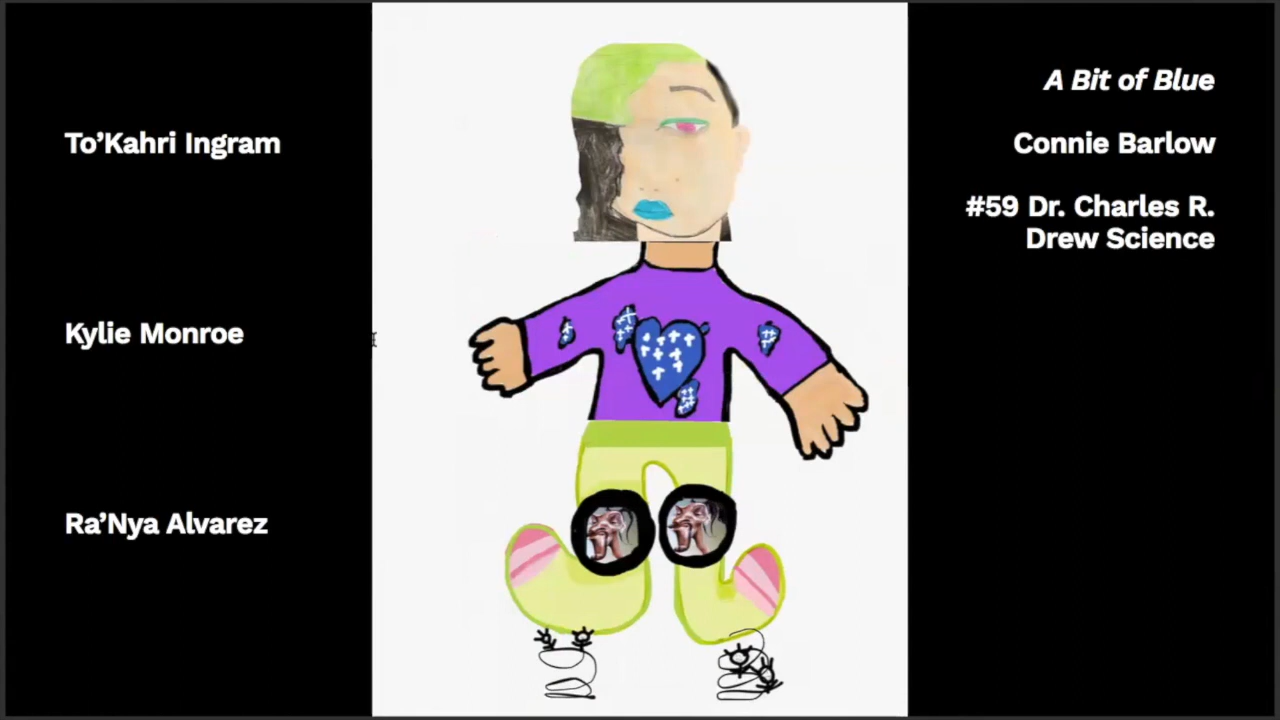 To’Kahri Ingram
Kylie Monroe
Ra’Nya Alvarez
A Bit of Blue
Connie Barlow
#59 Dr. Charles R.
Drew Science